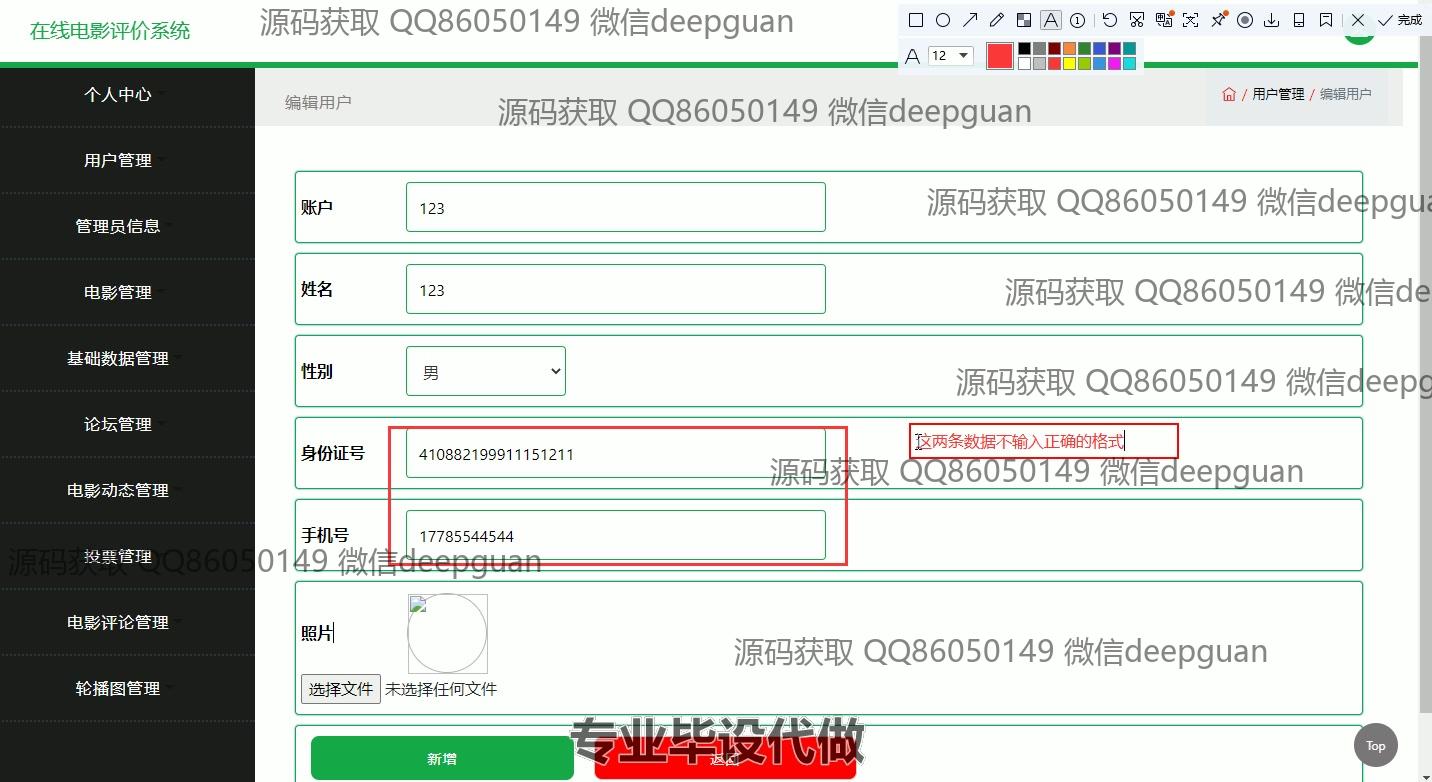 在线电影评价系统
源码获取 QQ86050149 微信deepguan
12
完成
个人中心
用户管理
管理员信息
电影管理
基础数据管理
论坛管理
电影动态管理
投票管理
电影评论管理
轮播图管理
编辑用户
源码获取 QQ86050149 微信deepguan
/ 用户管理 / 编辑用户
账户
123
源码获取 QQ86050149 微信deepgua
姓名
123
源码获取 QQ86050149 微信de
性别
男
源码获取 QQ86050149 微信deepg
身份证号
410882199911151211
这两条数据不输入正确的格式
源码获取 QQ86050149 微信deepguan
手机号
17785544544
源码获取 QQ86050149 微信deepguan
照片
源码获取 QQ86050149 微信deepguan
选择文件 未选择任何文件
专业毕设代做
新增
返回
Top